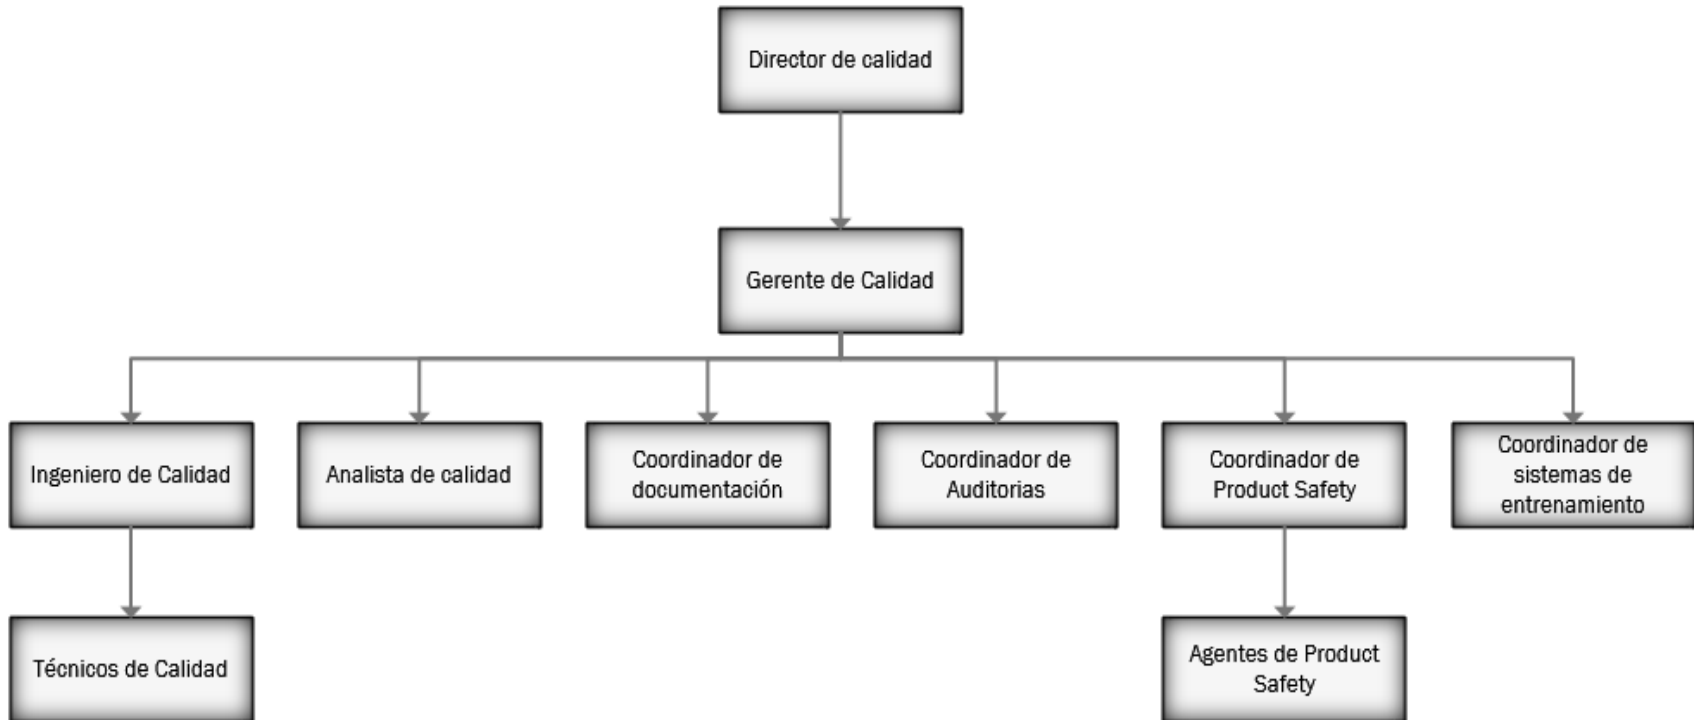 Director de calidad
Gerente de Calidad
Ingeniero de Calidad
Analista de calidad
Coordinador de
documentación
Coordinador de
Auditorias
Coordinador de
Product Safety
Coordinador de
sistemas de
entrenamiento
Técnicos de Calidad
Agentes de Product
Safety